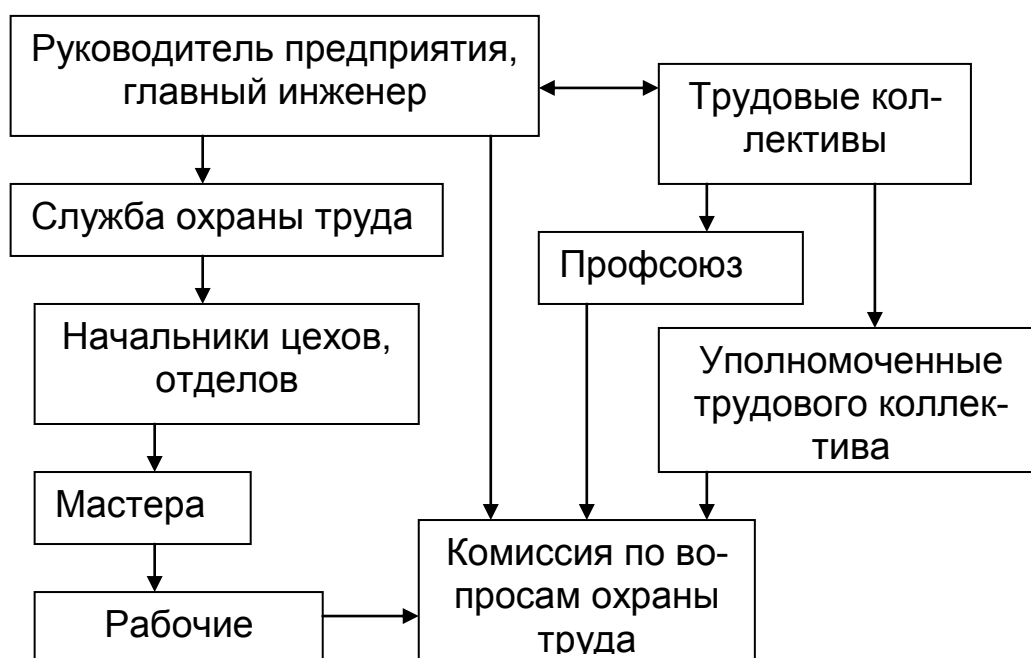 Руководитель предприятия,
главный инженер
Трудовые кол-
лективы
Служба охраны труда
Профсоюз
Начальники цехов,
отделов
Уполномоченные
трудового коллек-
тива
Мастера
Комиссия по во-
просам охраны
труда
Рабочие